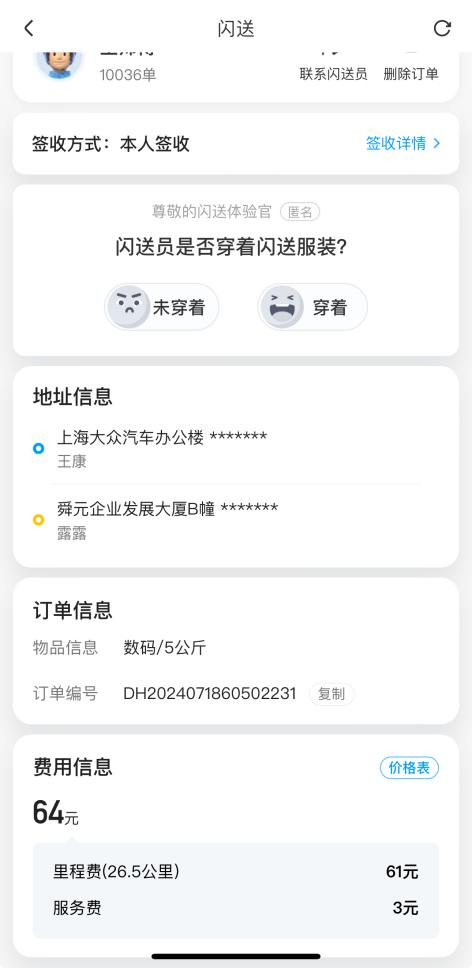 闪送
10036单
联系闪送员 删除订单
签收方式：本人签收 签收详情
尊敬的闪送体验官 匿名
闪送员是否穿着闪送服装？
未穿着 穿着
地址信息
上海大众汽车办公楼 *******
王康
舜元企业发展大厦B幢 *******
露露
订单信息
物品信息 数码/5公斤
订单编号 DH2024071860502231 复制
费用信息 价格表
64元
里程费(26.5公里) 61元
服务费 3元